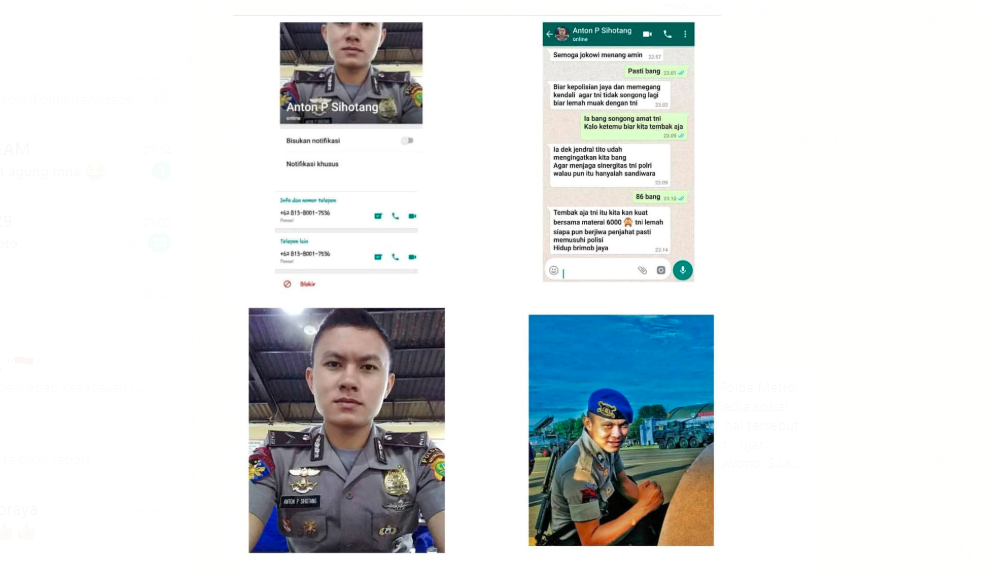 Anton P Sihotang
online
Bisukan notifikasi
Notifikasi khusus
Info dan nomor telepon
+62 813-8001-7536
Ponsel
Telepon lain
+62 813-8001-7536
Ponsel
Blokir
Anton P Sihotang
online
Semoga jokowi menang amin 22:57
Pasti bang 23:01
Biar kepolisian jaya dan memegang
kendali agar tni tidak songong lagi
biar lemah muak dengan tni 23:03
Ia bang songong amat tni
Kalo ketemu biar kita tembak aja
23:09
Ia dek jendral tito udah
mengingatkan kita bang
Agar menjaga sinergitas tni polri
walau pun itu hanyalah sandiwara
23:09
86 bang 23:10
Tembak aja tni itu kita kan kuat
bersama materai 6000 🙈 tni lemah
siapa pun berjiwa penjahat pasti
memusuhi polisi
Hidup brimob jaya 23:14
ANTON P SIHOTANG